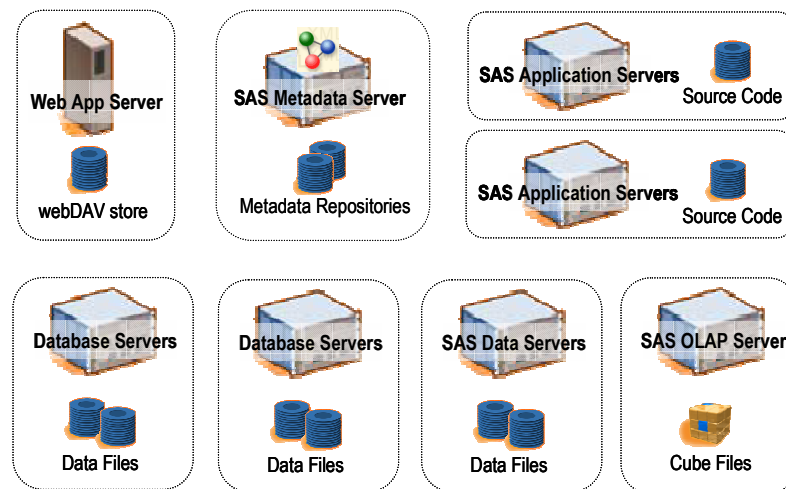 Web App Server
webDAV store
SAS Metadata Server
Metadata Repositories
SAS Application Servers
Source Code
SAS Application Servers
Source Code
Database Servers
Data Files
Database Servers
Data Files
SAS Data Servers
Data Files
SAS OLAP Server
Cube Files